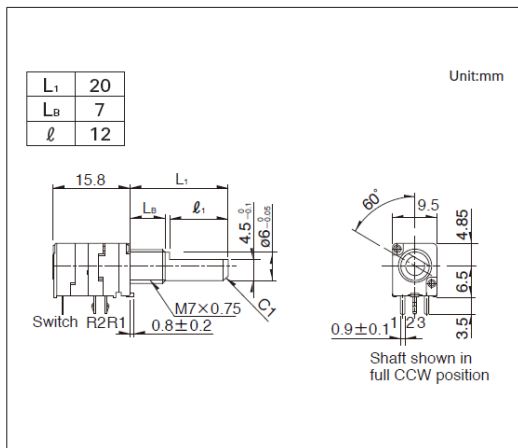 Unit:mm
L₁ 20
LB 7
ℓ 12
15.8
L₁
LB
ℓ₁
4.5 0 -0.1
ø6 0 -0.05
60°
9.5
4.85
6.5
3.5
M7×0.75
C1
Switch R2R1
0.8±0.2
0.9±0.1
1 2 3
Shaft shown in
full CCW position